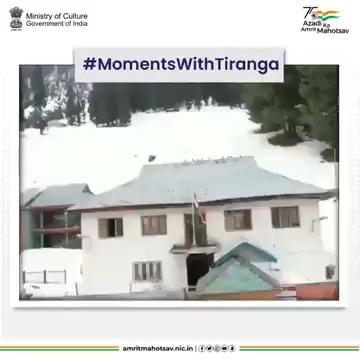 Ministry of Culture
Government of India
75
Azadi Ka
Amrit Mahotsav
#MomentsWithTiranga
amritmahotsav.nic.in